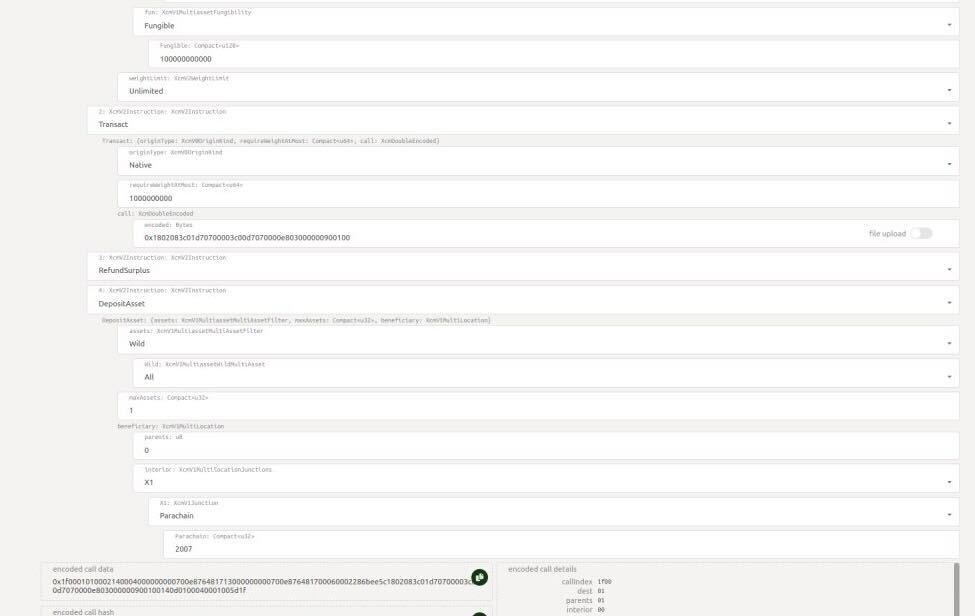 fun: XcmV1MultiassetFungibility
Fungible
Fungible: Compact<u128>
100000000000
weightLimit: XcmV2WeightLimit
Unlimited
2: XcmV2Instruction: XcmV2Instruction
Transact
Transact: {originType: XcmV0OriginKind, requireWeightAtMost: Compact<u64>, call: XcmDoubleEncoded}
originType: XcmV0OriginKind
Native
requireWeightAtMost: Compact<u64>
1000000000
call: XcmDoubleEncoded
encoded: Bytes
0x1802083c01d70700003c00d7070000e803000000900100
file upload
3: XcmV2Instruction: XcmV2Instruction
RefundSurplus
4: XcmV2Instruction: XcmV2Instruction
DepositAsset
DepositAsset: {assets: XcmV1MultiassetMultiAssetFilter, maxAssets: Compact<u32>, beneficiary: XcmV1MultiLocation}
assets: XcmV1MultiassetMultiAssetFilter
Wild
Wild: XcmV1MultiassetWildMultiAsset
All
maxAssets: Compact<u32>
1
beneficiary: XcmV1MultiLocation
parents: u8
0
interior: XcmV1MultilocationJunctions
X1
X1: XcmV1Junction
Parachain
Parachain: Compact<u32>
2007
encoded call data
encoded call details
0d7070000e803000000900100140d0100040001005d1f
callIndex 1f00
dest 01
parents 01
interior 00
encoded call hash